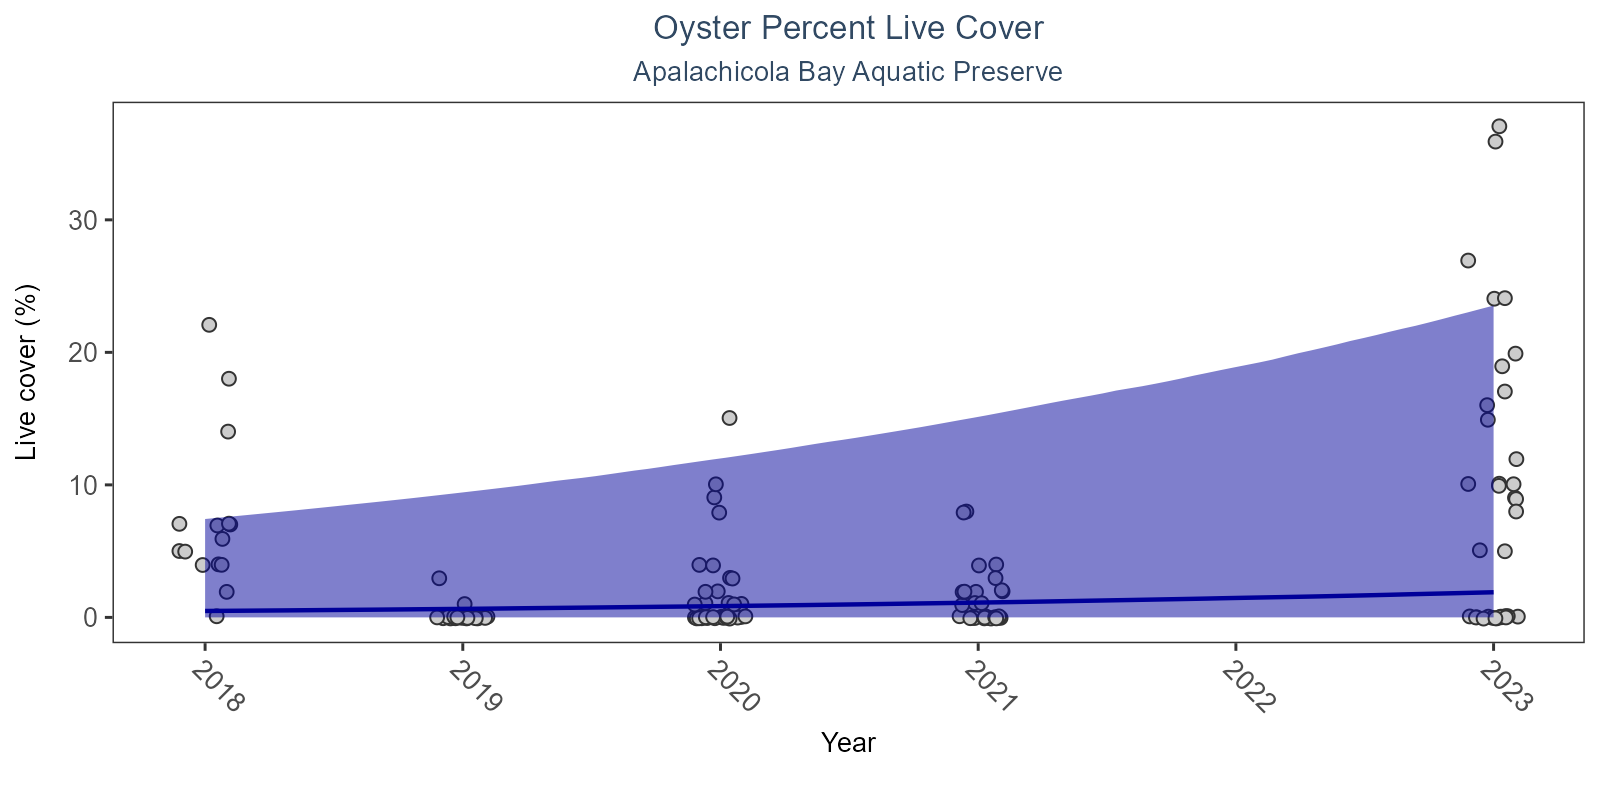 Oyster Percent Live Cover
Apalachicola Bay Aquatic Preserve
Live cover (%)
30
20
10
0
2018
2019
2020
2021
2022
2023
Year